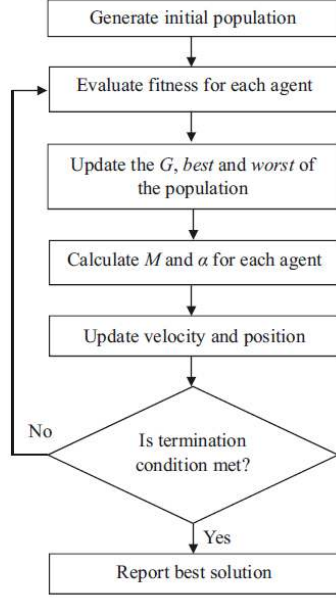 Generate initial population
Evaluate fitness for each agent
Update the G, best and worst of
the population
Calculate M and α for each agent
Update velocity and position
Is termination
condition met?
No
Yes
Report best solution